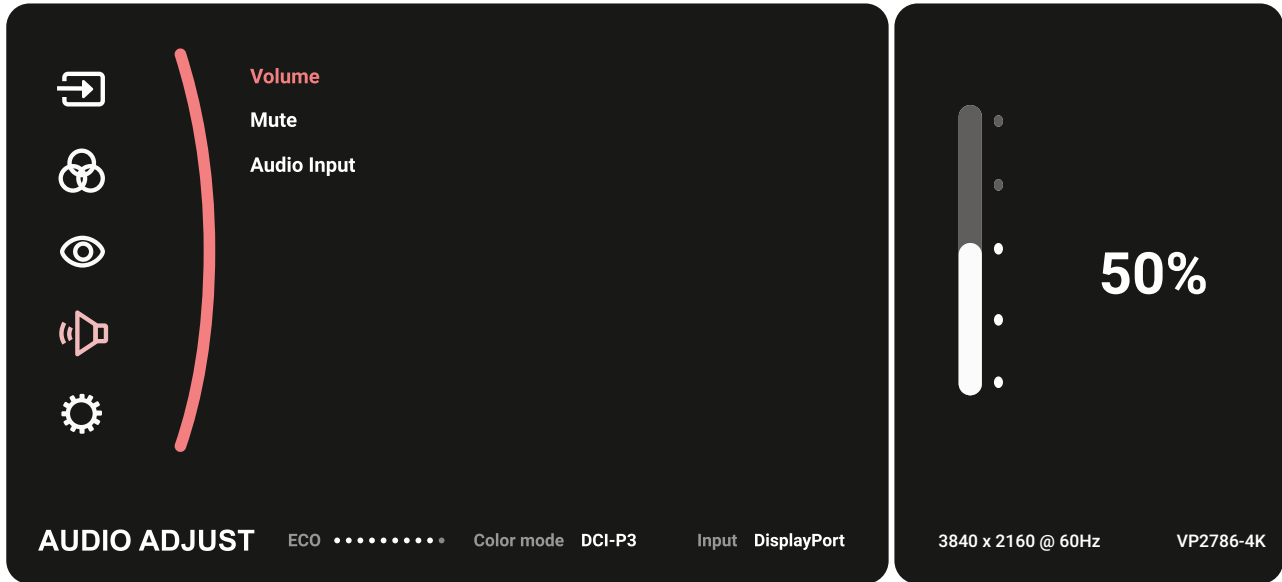 Volume
Mute
Audio Input
50%
AUDIO ADJUST ECO Color mode DCI-P3 Input DisplayPort 3840 x 2160 @ 60Hz VP2786-4K